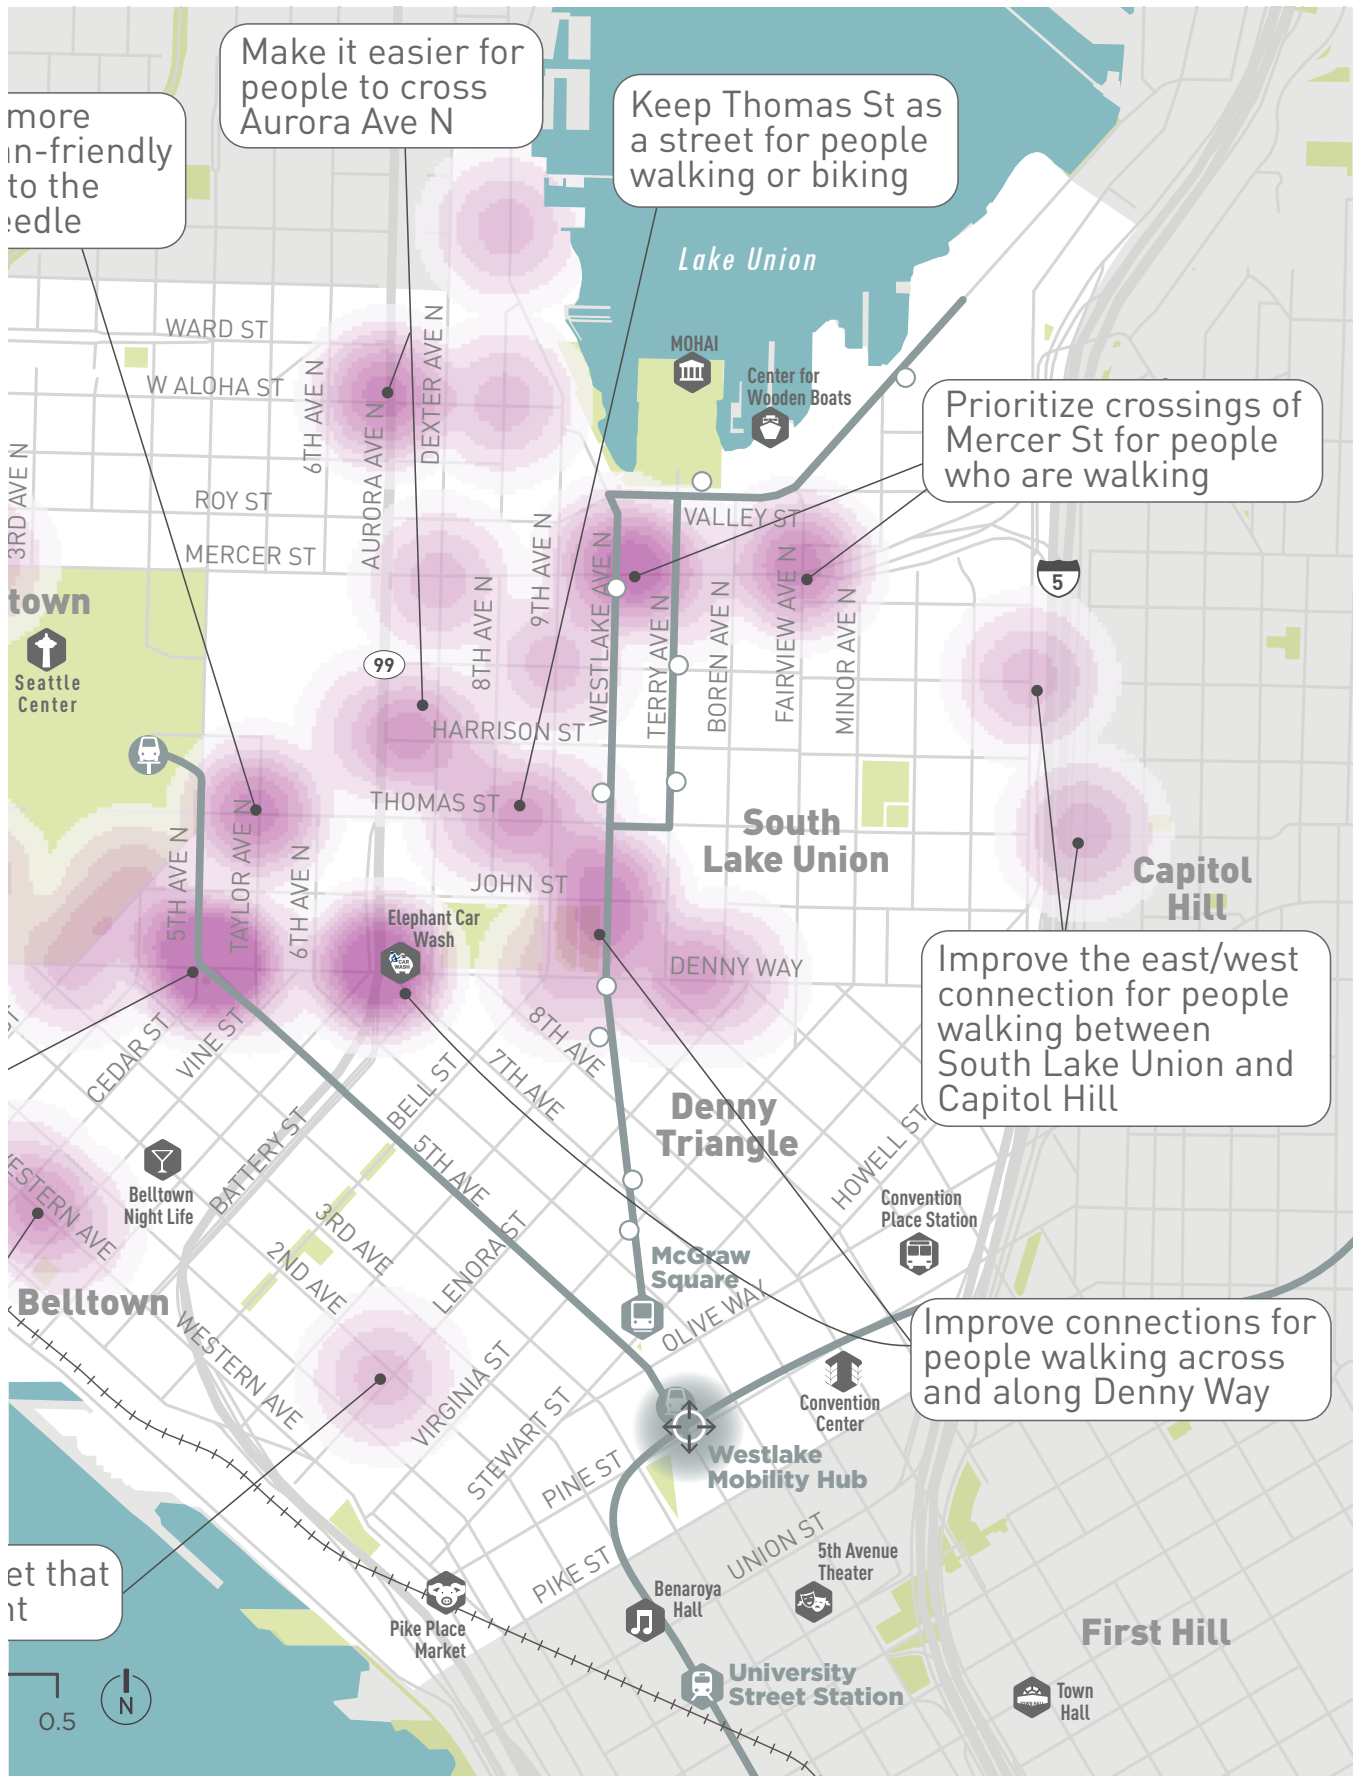 Make it easier for
people to cross
Aurora Ave N
more
n-friendly
to the
eedle
Keep Thomas St as
a street for people
walking or biking
Lake Union
WARD ST
W ALOHA ST
6TH AVE N
AURORA AVE N
DEXTER AVE N
MOHAI
Center for
Wooden Boats
Prioritize crossings of
Mercer St for people
who are walking
3RD AVE N
ROY ST
MERCER ST
VALLEY ST
9TH AVE N
8TH AVE N
WESTLAKE AVE N
TERRY AVE N
BOREN AVE N
FAIRVIEW AVE N
MINOR AVE N
5
town
Seattle
Center
99
HARRISON ST
THOMAS ST
South
Lake Union
5TH AVE N
TAYLOR AVE N
6TH AVE N
JOHN ST
Capitol
Hill
Elephant Car
Wash
CAR
WASH
DENNY WAY
Improve the east/west
connection for people
walking between
South Lake Union and
Capitol Hill
ST
CEDAR ST
VINE ST
8TH AVE
7TH AVE
BELL ST
Denny
Triangle
BATTERY ST
5TH AVE
HOWELL ST
WESTERN AVE
Belltown
Night Life
3RD AVE
2ND AVE
LENORA ST
Convention
Place Station
McGraw
Square
OLIVE WAY
Belltown
WESTERN AVE
VIRGINIA ST
STEWART ST
Improve connections for
people walking across
and along Denny Way
Convention
Center
Westlake
Mobility Hub
PINE ST
PIKE ST
UNION ST
et that
nt
5th Avenue
Theater
Benaroya
Hall
Pike Place
Market
First Hill
University
Street Station
TOWN HALL
Town
Hall
0.5
N